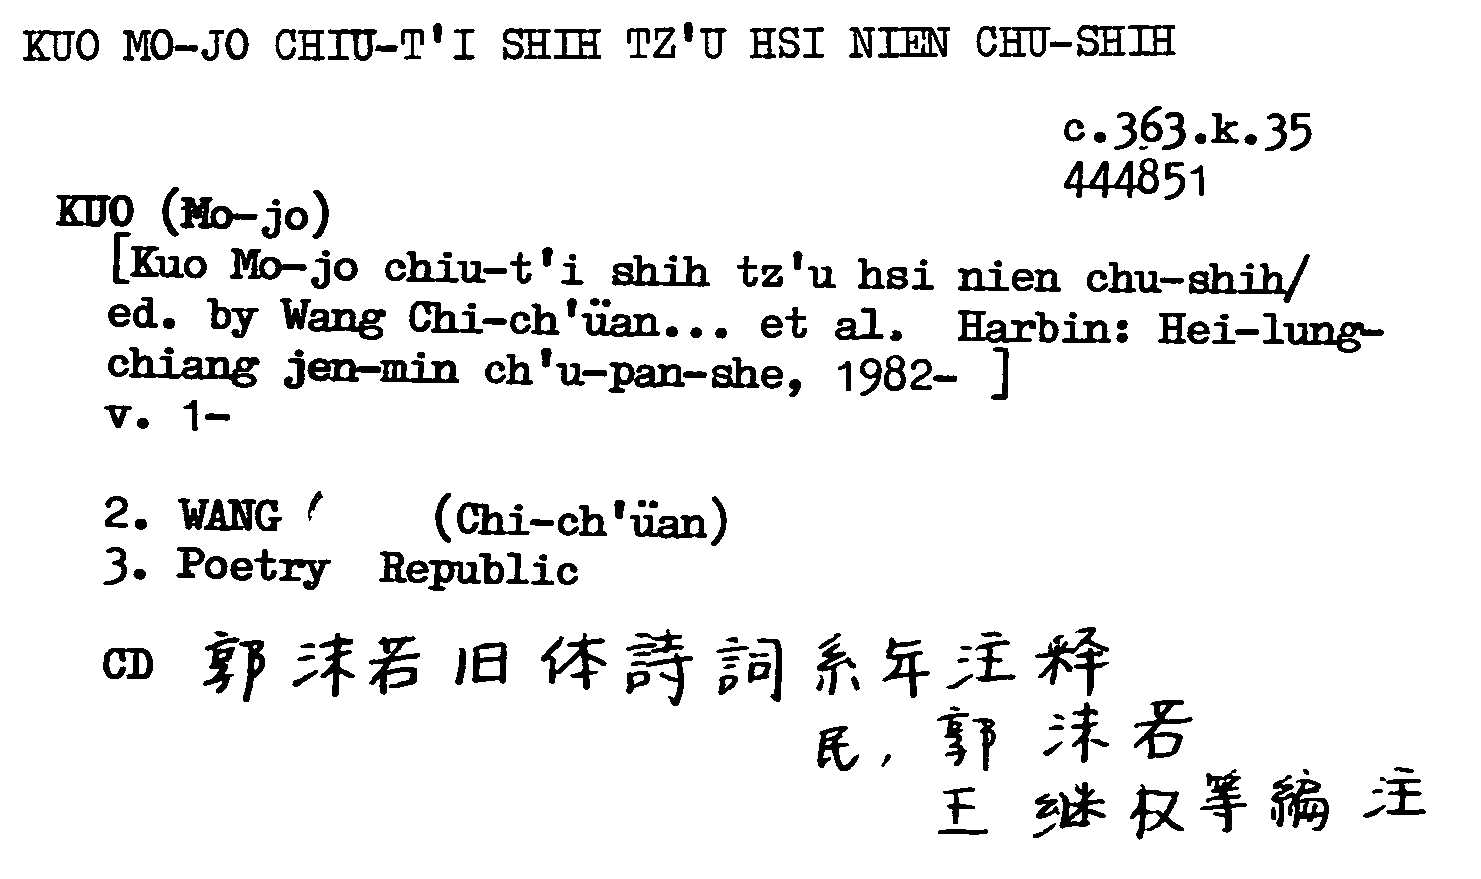 KUO MO-JO CHIU-T'I SHIH TZ'U HSI NIEN CHU-SHIH
c.363.k.35
444851
KUO (Mo-jo)
[Kuo Mo-jo chiu-t'i shih tz'u hsi nien chu-shih/
ed. by Wang Chi-ch'üan... et al. Harbin: Hei-lung-
chiang jen-min ch'u-pan-she, 1982- ]
v. 1-
2. WANG (Chi-ch'üan)
3. Poetry Republic
CD 郭沫若旧体詩詞系年注释
民, 郭沫若
王继权等編注